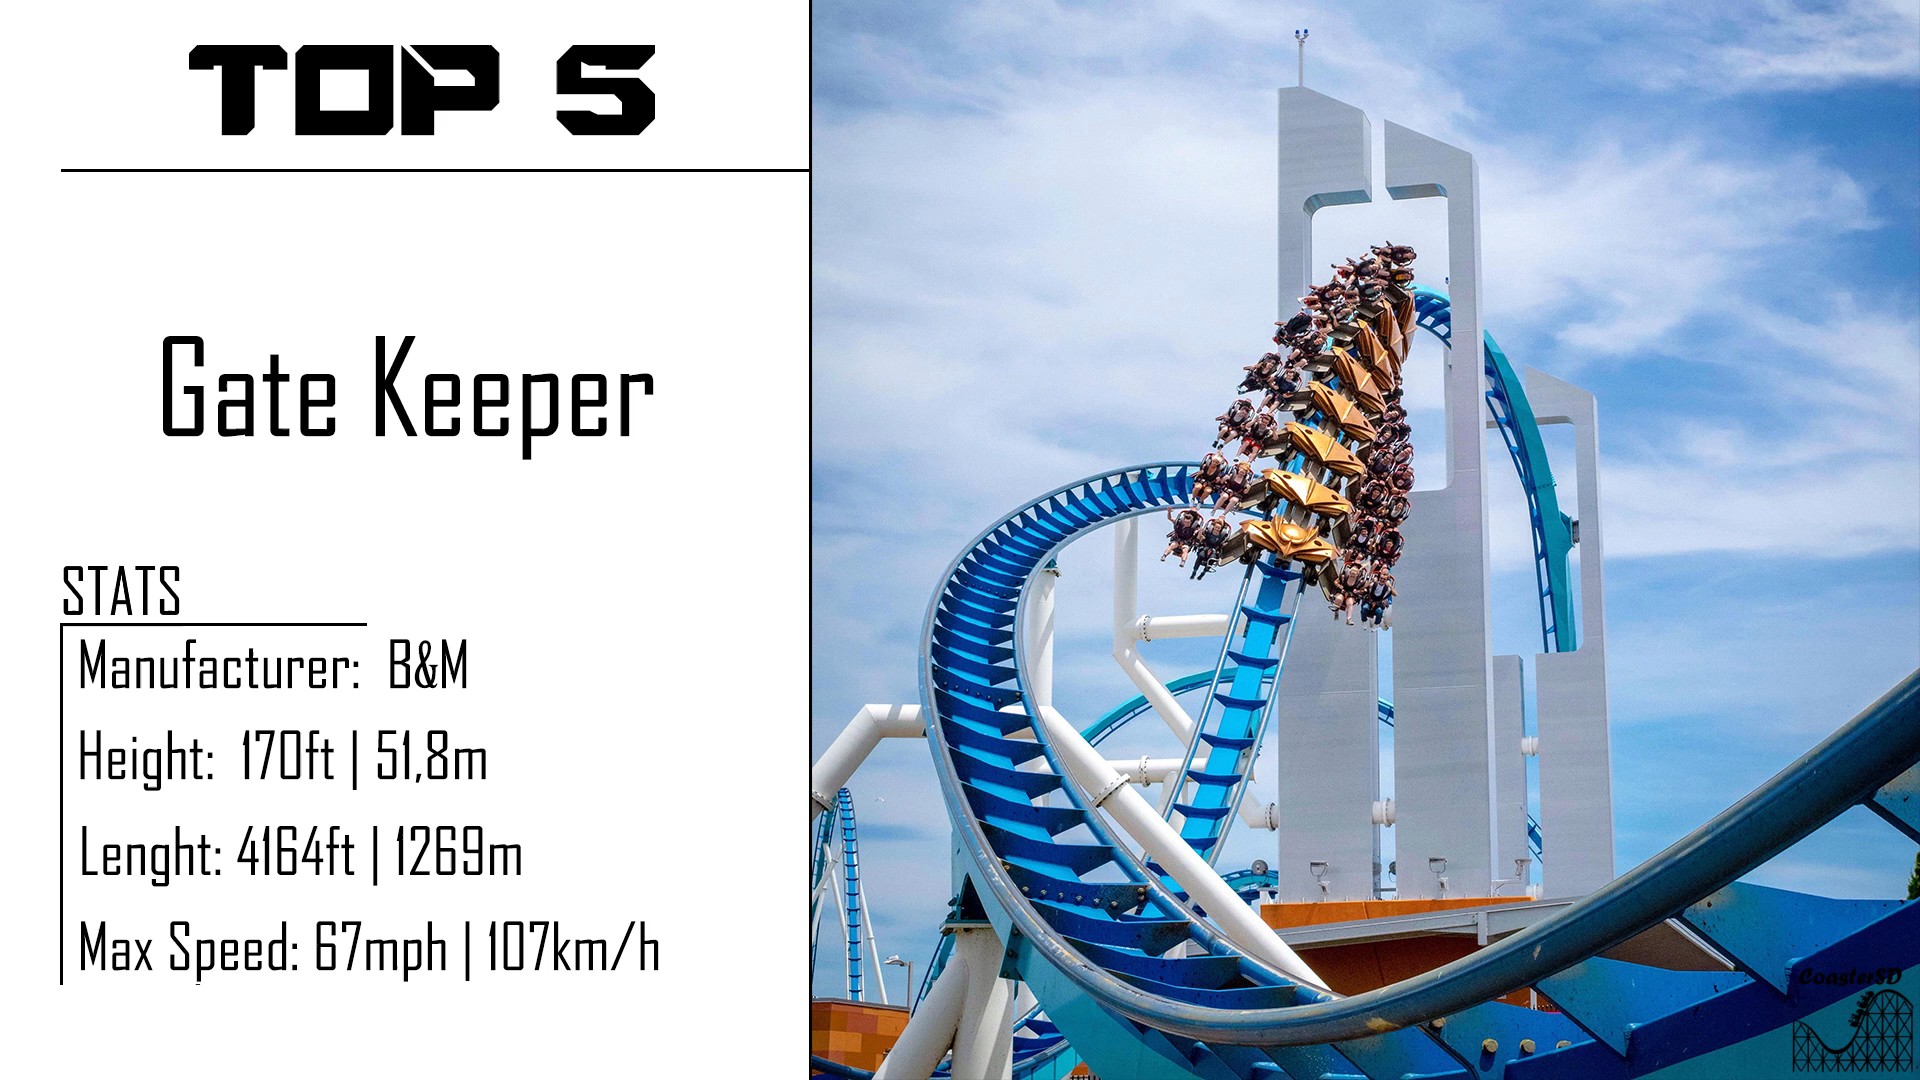 TOP 5
Gate Keeper
STATS
Manufacturer: B&M
Height: 170ft | 51,8m
Lenght: 4164ft | 1269m
Max Speed: 67mph | 107km/h
CoasterSD